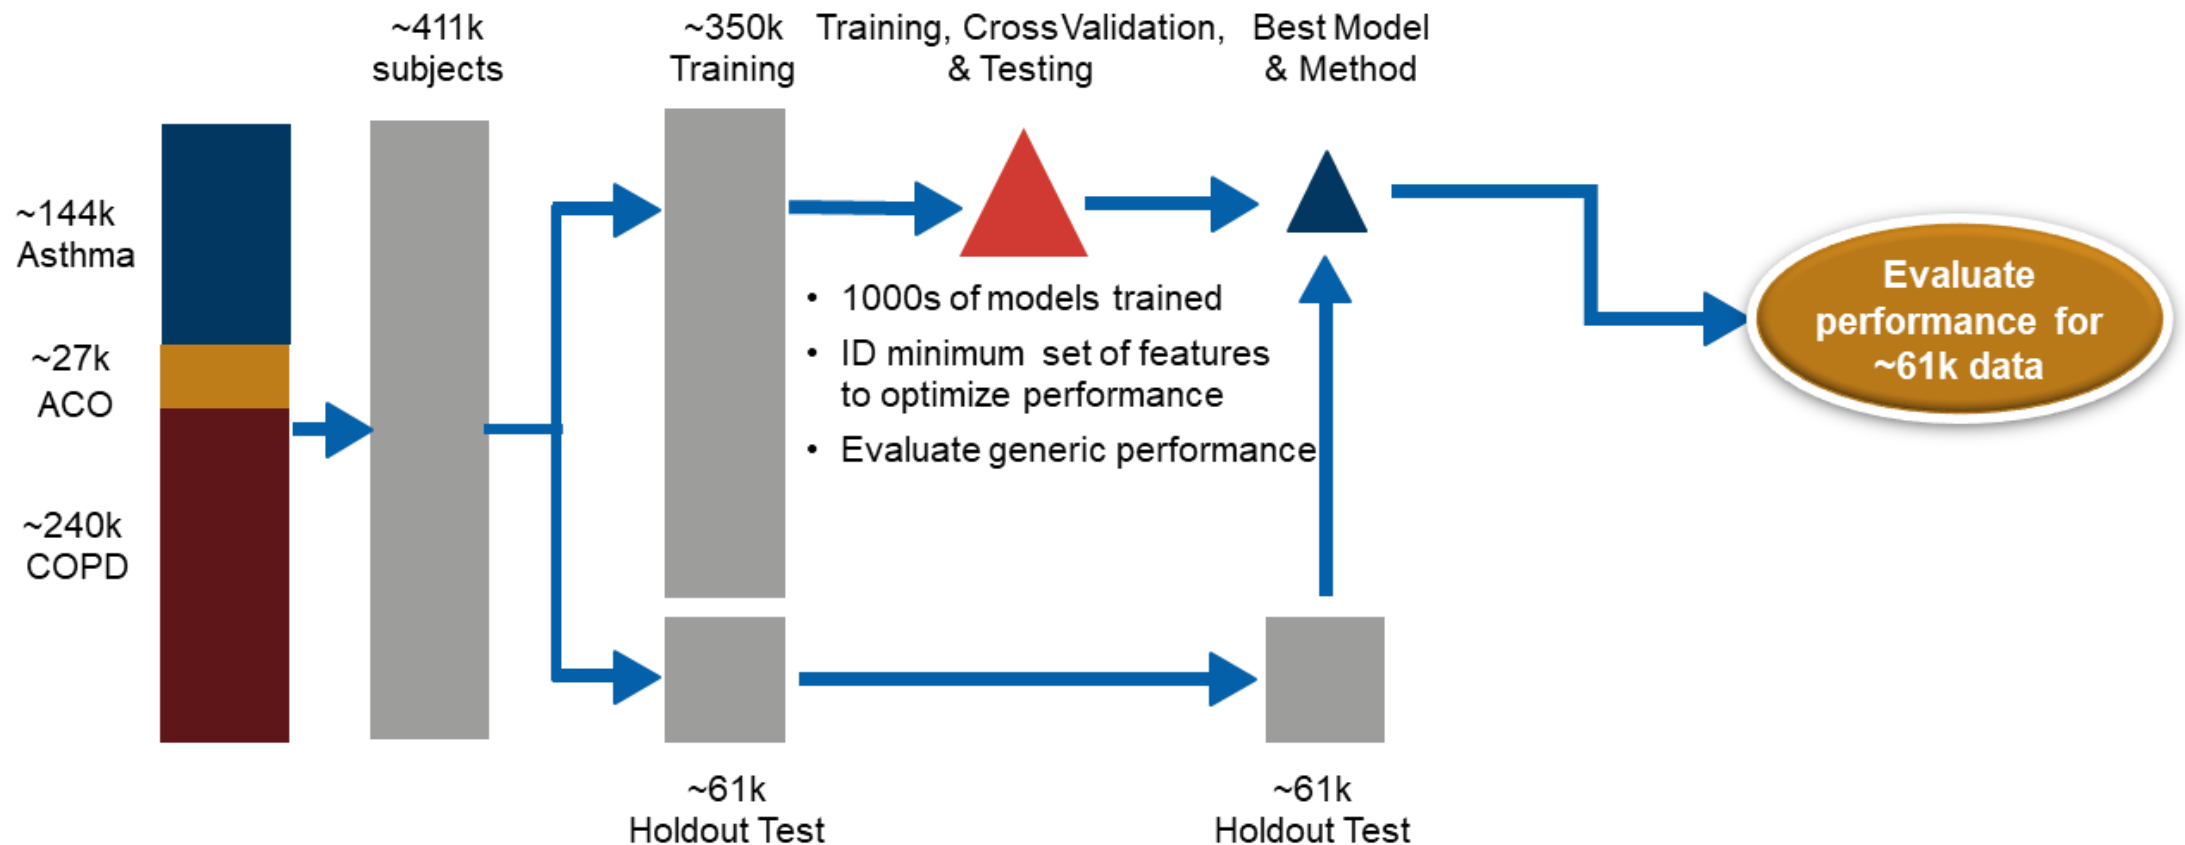 ~411k
subjects
~350k
Training
Training, Cross Validation,
& Testing
Best Model
& Method
~144k
Asthma
~27k
ACO
~240k
COPD
• 1000s of models trained
• ID minimum set of features
to optimize performance
• Evaluate generic performance
Evaluate
performance for
~61k data
~61k
Holdout Test
~61k
Holdout Test